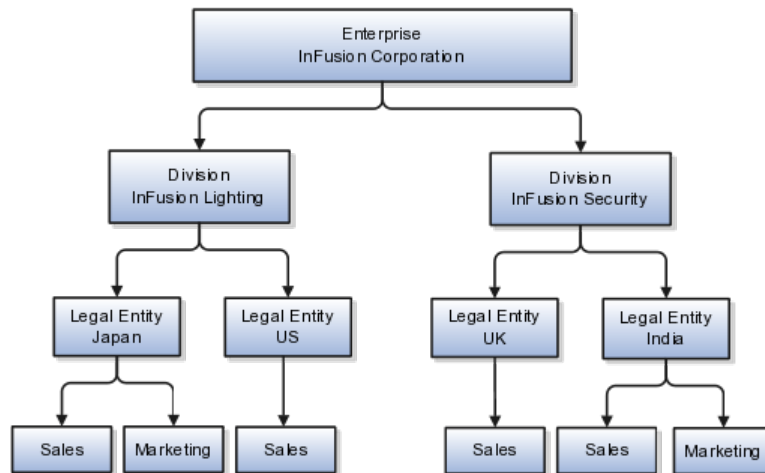 Enterprise
InFusion Corporation
Division
InFusion Lighting
Division
InFusion Security
Legal Entity
Japan
Legal Entity
US
Legal Entity
UK
Legal Entity
India
Sales
Marketing
Sales
Sales
Sales
Marketing